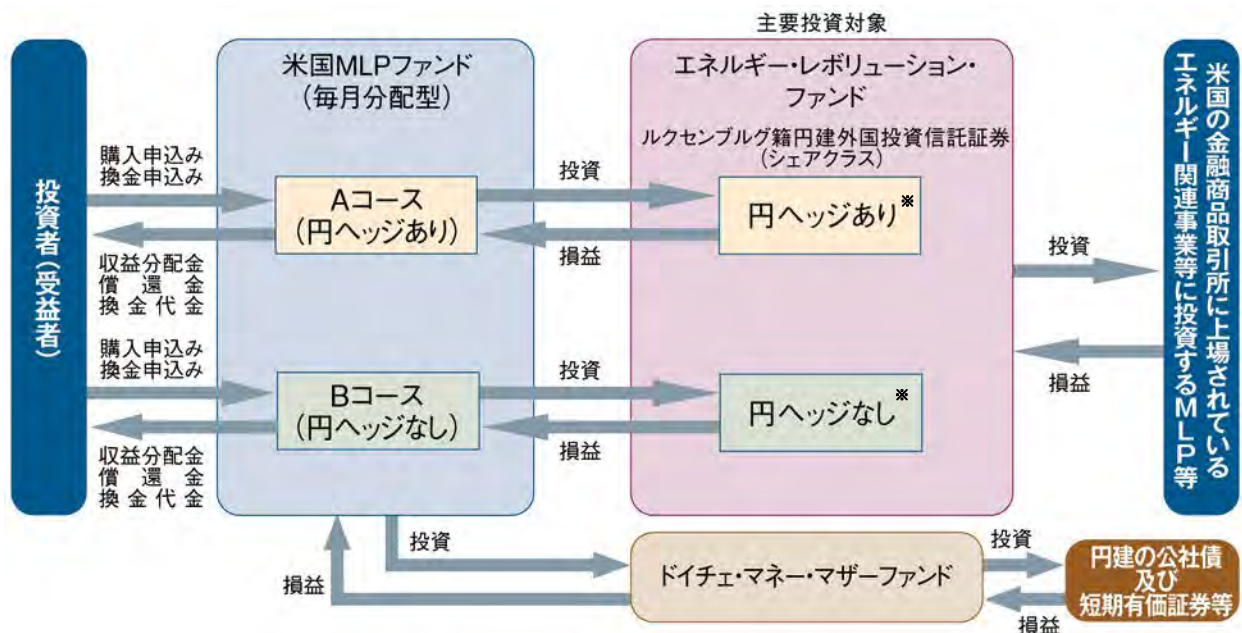 主要投資対象
投資者（受益者）
購入申込み
換金申込み
収益分配金
償還金
換金代金
購入申込み
換金申込み
収益分配金
償還金
換金代金
米国MLPファンド
（毎月分配型）
Aコース
（円ヘッジあり）
Bコース
（円ヘッジなし）
投資
損益
投資
損益
エネルギー・レボリューション・
ファンド
ルクセンブルグ籍円建外国投資信託証券
（シェアクラス）
円ヘッジあり※
円ヘッジなし※
投資
損益
米国の金融商品取引所に上場されている
エネルギー関連事業等に投資するMLP等
投資
損益
ドイチェ・マネー・マザーファンド
投資
損益
円建の公社債
及び
短期有価証券等